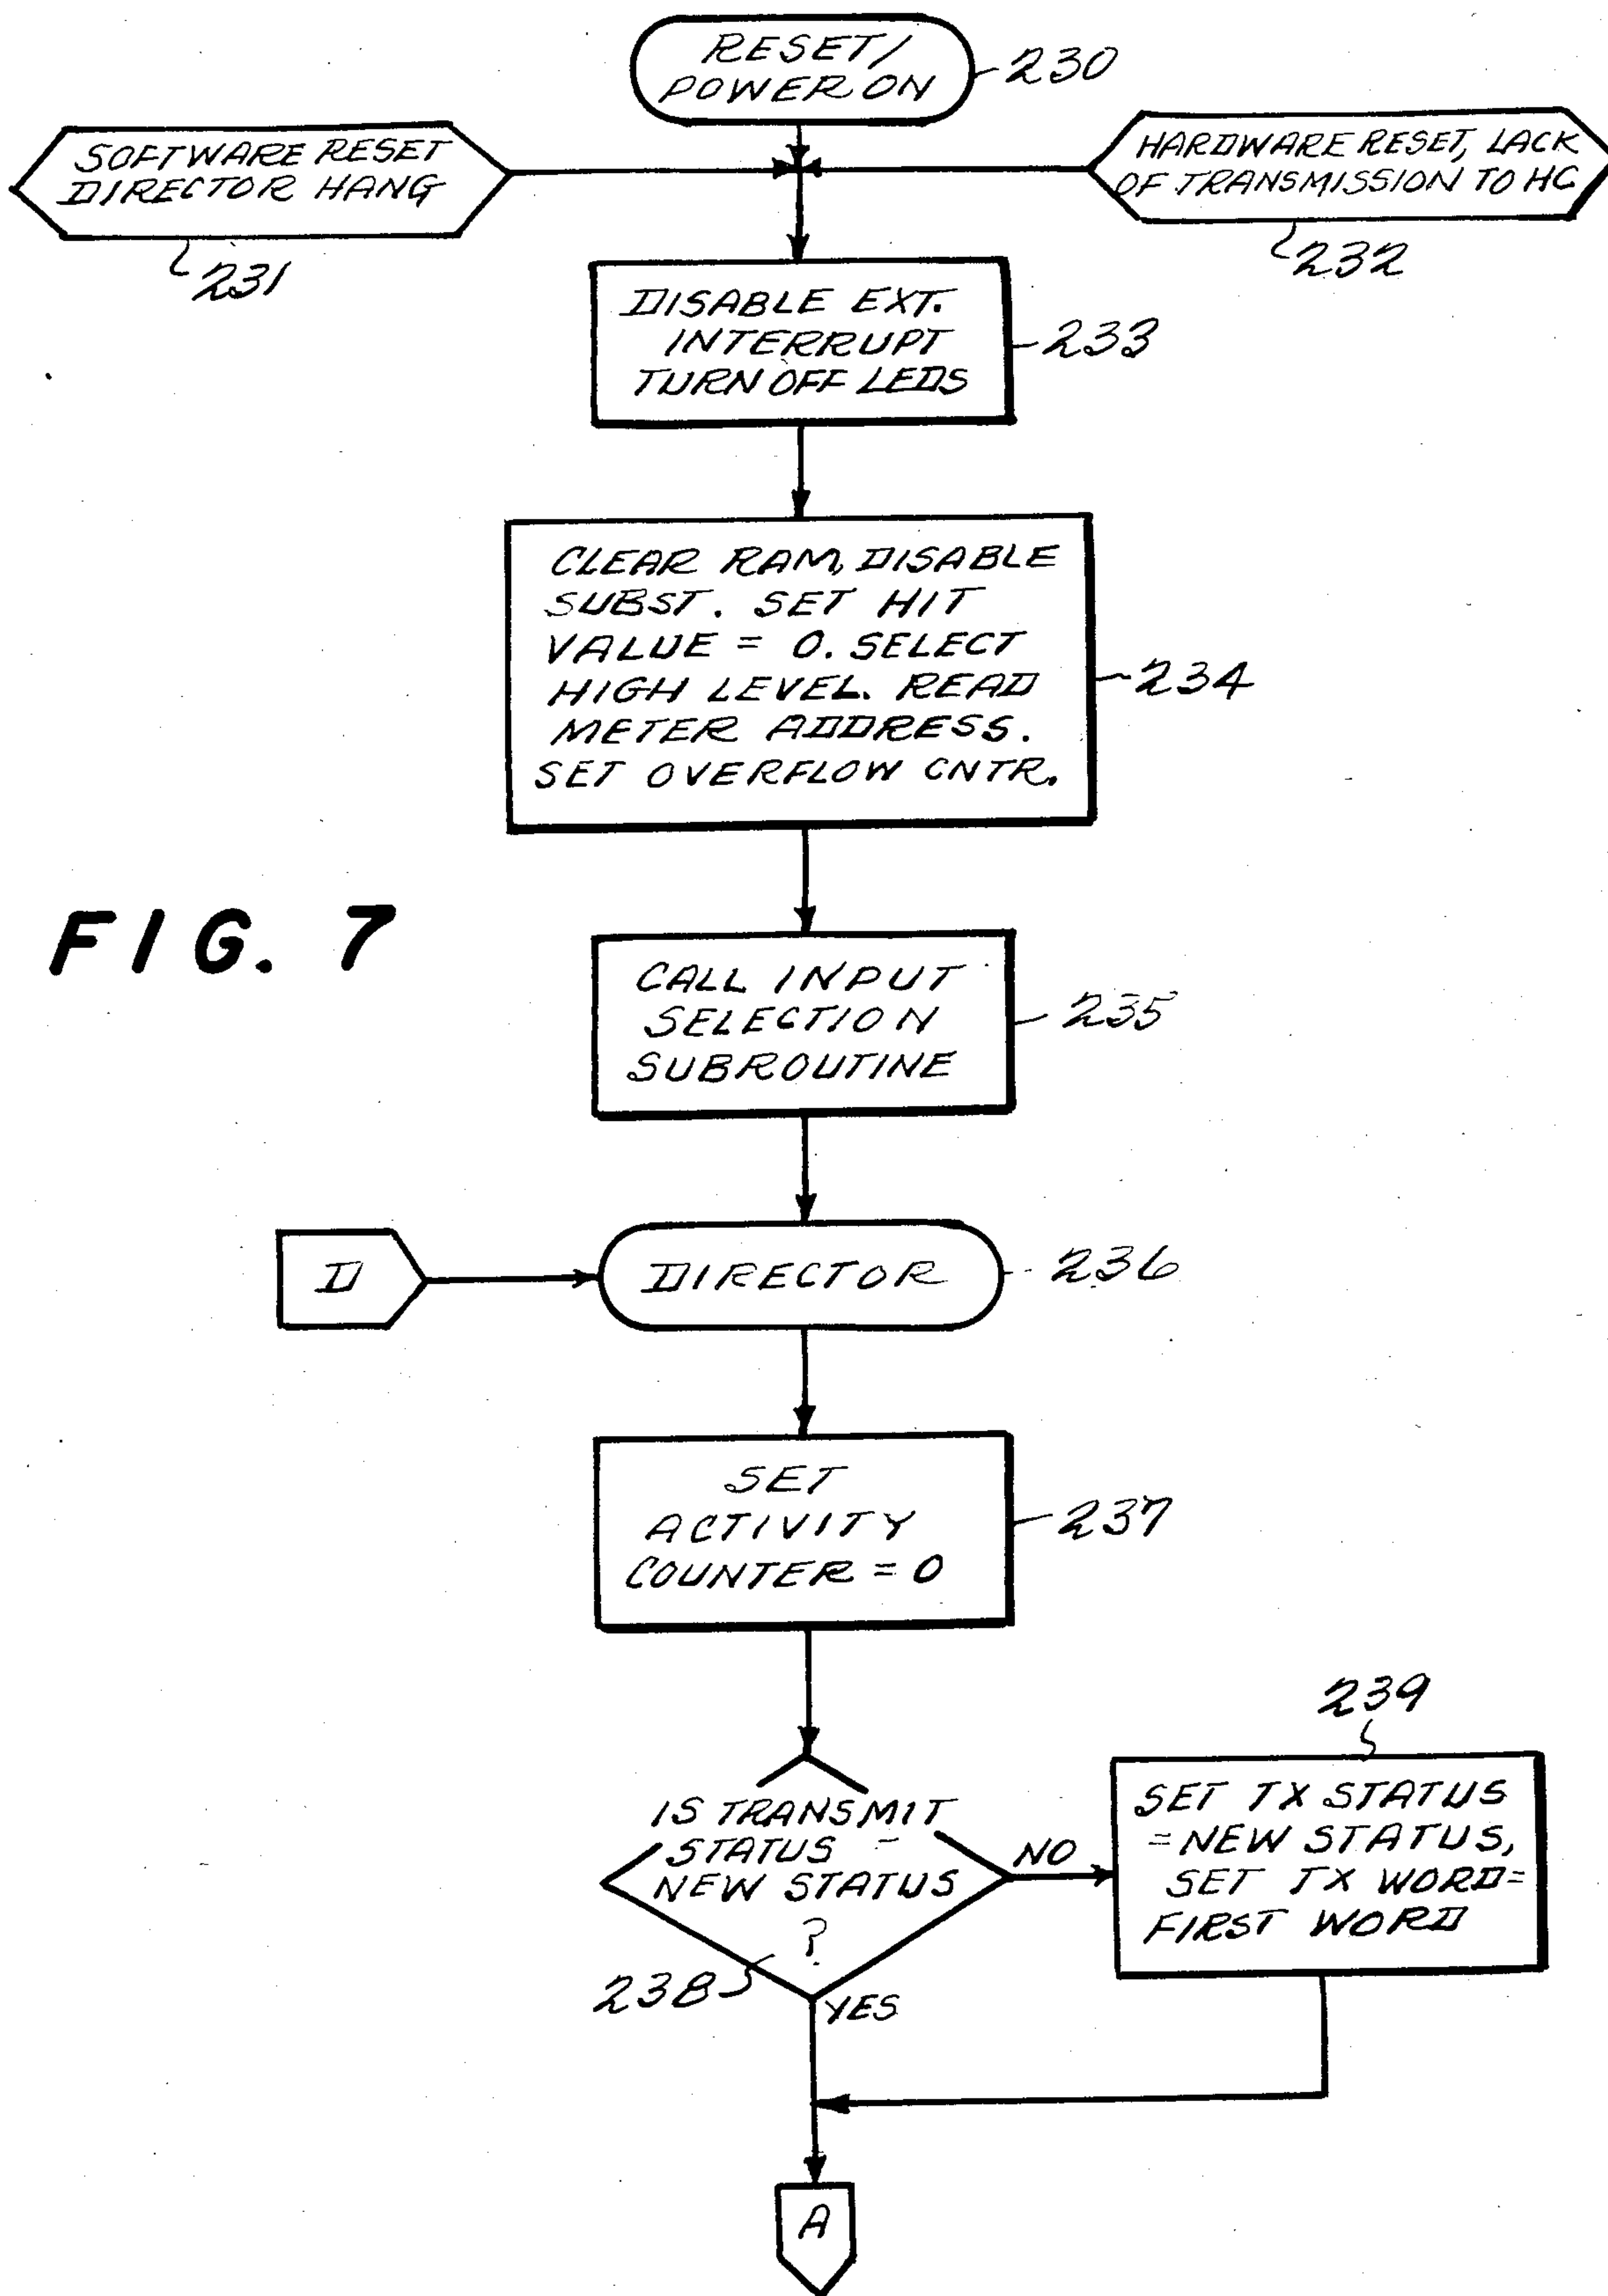 RESET/
POWER ON
230
SOFTWARE RESET
DIRECTOR HANG
231
HARDWARE RESET, LACK
OF TRANSMISSION TO HC
232
DISABLE EXT.
INTERRUPT
TURN OFF LEDS
233
CLEAR RAM, DISABLE
SUBST. SET HIT
VALUE = 0. SELECT
HIGH LEVEL. READ
METER ADDRESS.
SET OVERFLOW CNTR.
234
FIG. 7
CALL INPUT
SELECTION
SUBROUTINE
235
D
DIRECTOR
236
SET
ACTIVITY
COUNTER = 0
237
IS TRANSMIT
STATUS =
NEW STATUS
?
238
NO
YES
239
SET TX STATUS
= NEW STATUS,
SET TX WORD =
FIRST WORD
A